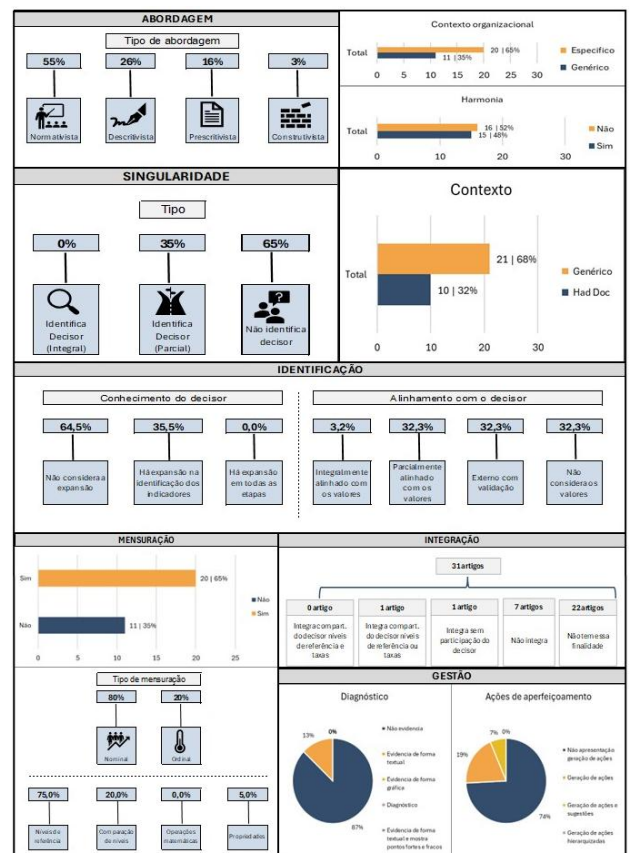 ABORDAGEM
Tipo de abordagem
55%
26%
16%
3%
Normativista
Descritivista
Prescritivista
Construtivista
Contexto organizacional
Total
20 | 65%
11 | 35%
0 5 10 15 20 25 30
Específico
Genérico
Harmonia
Total
16 | 52%
15 | 48%
0 10 20 30
Não
Sim
SINGULARIDADE
Tipo
0%
35%
65%
Identifica
Decisor
(Integral)
Identifica
Decisor
(Parcial)
Não identifica
decisor
Contexto
Total
21 | 68%
10 | 32%
0 10 20 30
Genérico
Had Doc
IDENTIFICAÇÃO
Conhecimento do decisor
64,5%
35,5%
0,0%
Não considera a
expansão
Há expansão na
identificação dos
indicadores
Há expansão
em todas as
etapas
Alinhamento com o decisor
3,2%
32,3%
32,3%
32,3%
Integralmente
alinhado com
os valores
Parcialmente
alinhado
com os
valores
Externo com
validação
Não
considera os
valores
MENSURAÇÃO
Sim
20 | 65%
Não
11 | 35%
0 5 10 15 20 25
Não
Sim
Tipo de mensuração
80%
20%
Nominal
Ordinal
75,0%
20,0%
0,0%
5,0%
Níveis de
referência
Comparação
de níveis
Operações
matemáticas
Propriedades
INTEGRAÇÃO
31 artigos
0 artigo
1 artigo
1 artigo
7 artigos
22 artigos
Integra com part.
do decisor níveis
de referência e
taxas
Integra com part.
do decisor níveis
de referência ou
taxas
Integra sem
participação do
decisor
Não integra
Não tem essa
finalidade
GESTÃO
Diagnóstico
13%
0%
87%
Não evidencia
Evidencia de forma
textual
Evidencia de forma
gráfica
Diagnóstico
Evidencia de forma
textual e mostra
pontos fortes e fracos
Ações de aperfeiçoamento
7%
0%
19%
74%
Não apresenta a
geração de ações
Geração de ações
Geração de ações e
sugestões
Geração de ações
hierarquizadas